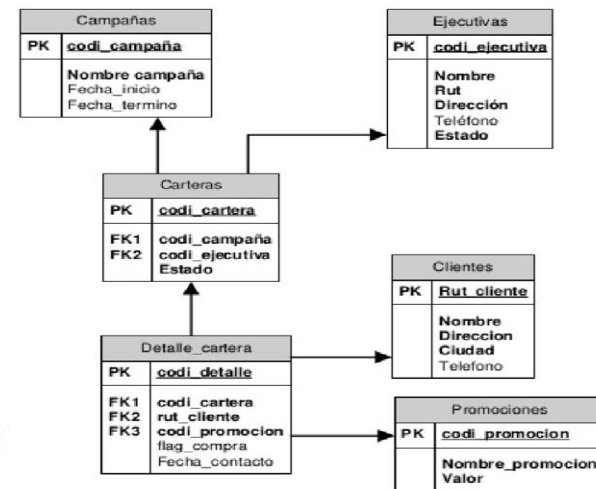 Campañas
PK codi_campaña
Nombre campaña
Fecha_inicio
Fecha_termino
Ejecutivas
PK codi_ejecutiva
Nombre
Rut
Dirección
Teléfono
Estado
Carteras
PK codi_cartera
FK1 codi_campaña
FK2 codi_ejecutiva
Estado
Clientes
PK Rut_cliente
Nombre
Direccion
Ciudad
Telefono
Detalle_cartera
PK codi_detalle
FK1 codi_cartera
FK2 rut_cliente
FK3 codi_promocion
flag_compra
Fecha_contacto
Promociones
PK codi_promocion
Nombre_promocion
Valor